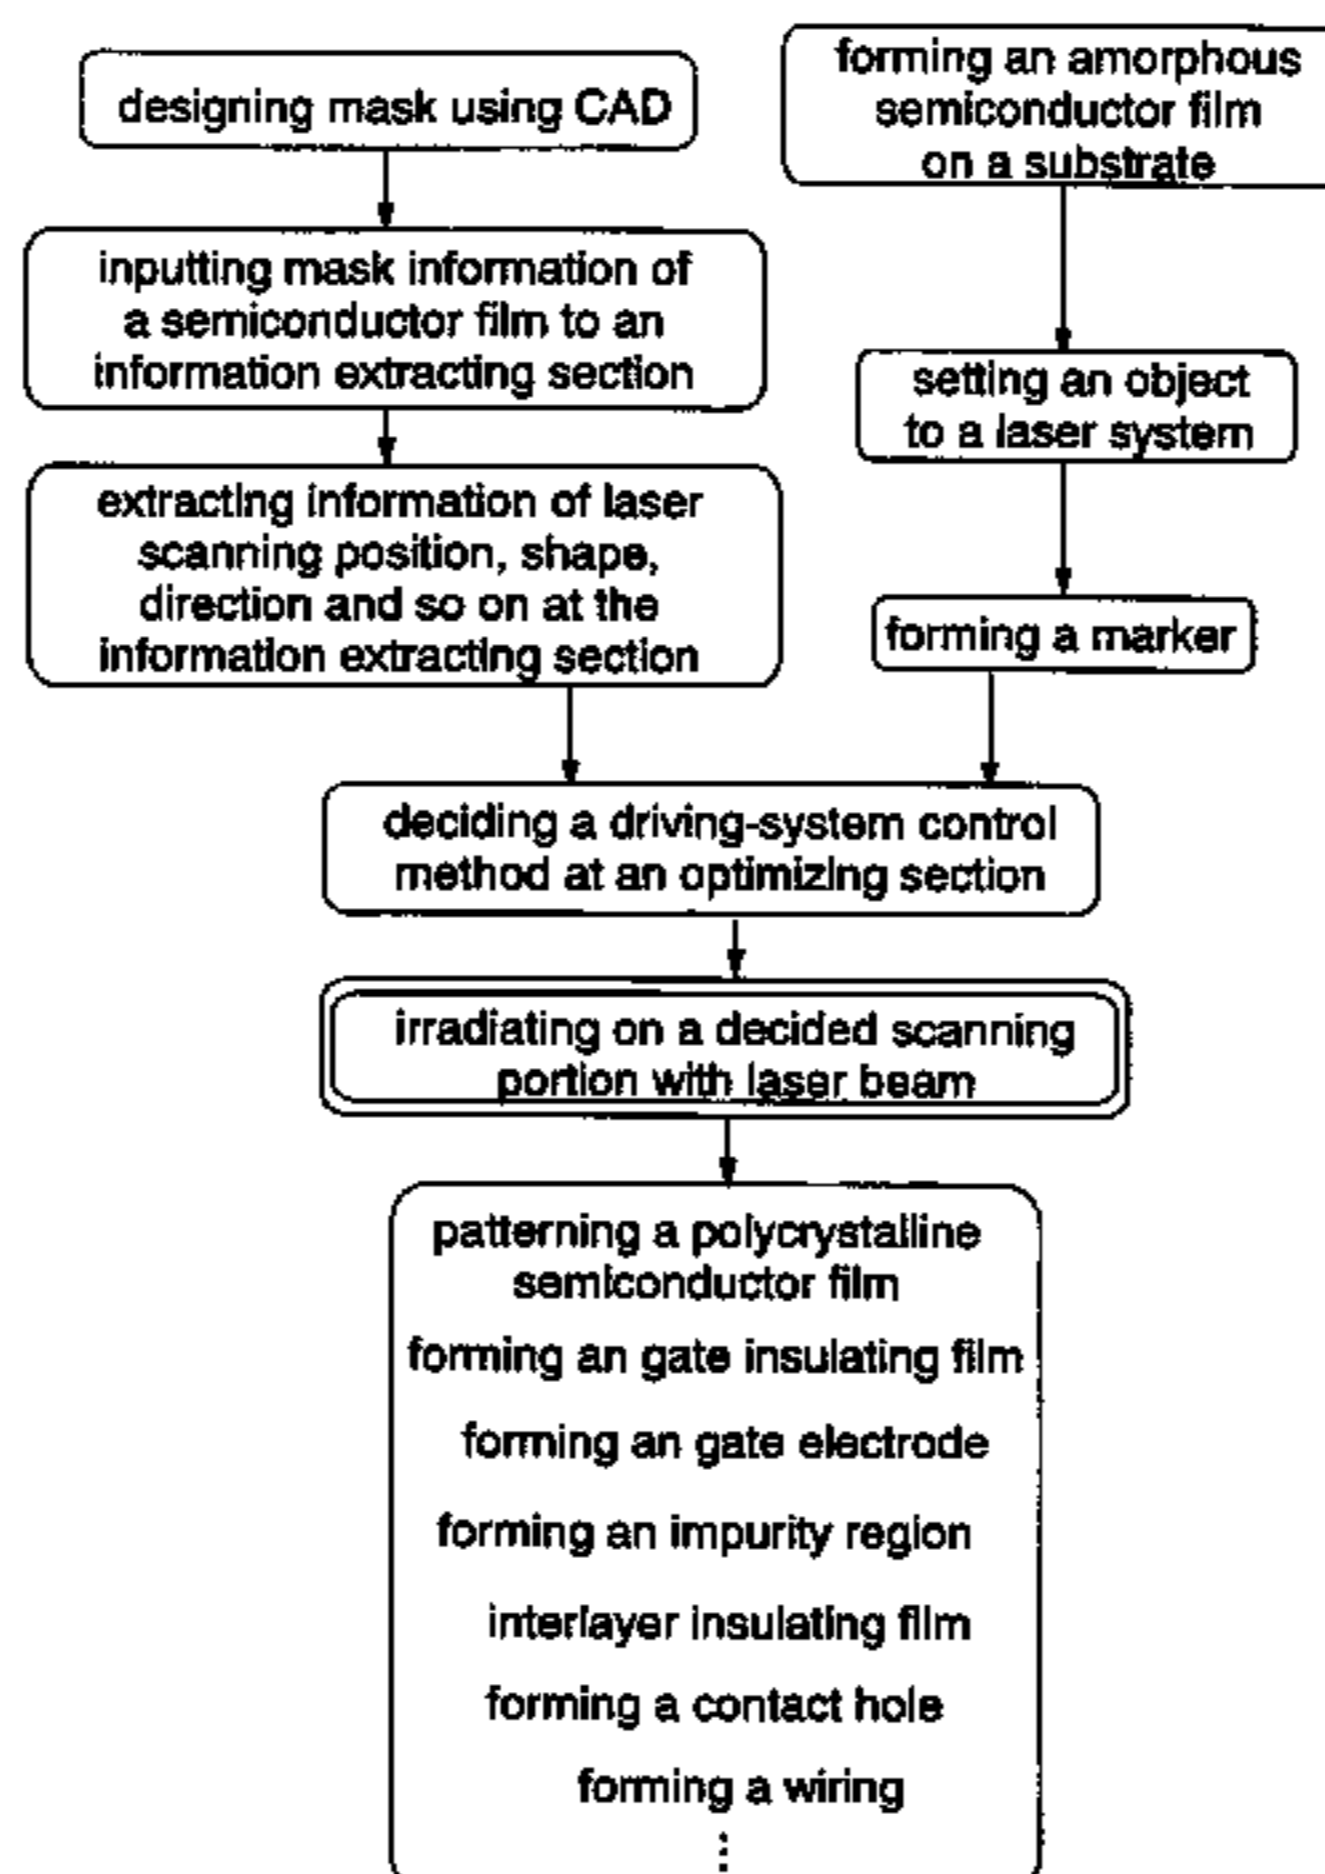 designing mask using CAD
inputting mask information of
a semiconductor film to an
information extracting section
extracting information of laser
scanning position, shape,
direction and so on at the
information extracting section
forming an amorphous
semiconductor film
on a substrate
setting an object
to a laser system
forming a marker
deciding a driving-system control
method at an optimizing section
irradiating on a decided scanning
portion with laser beam
patterning a polycrystalline
semiconductor film
forming an gate insulating film
forming an gate electrode
forming an impurity region
interlayer insulating film
forming a contact hole
forming a wiring
⋮